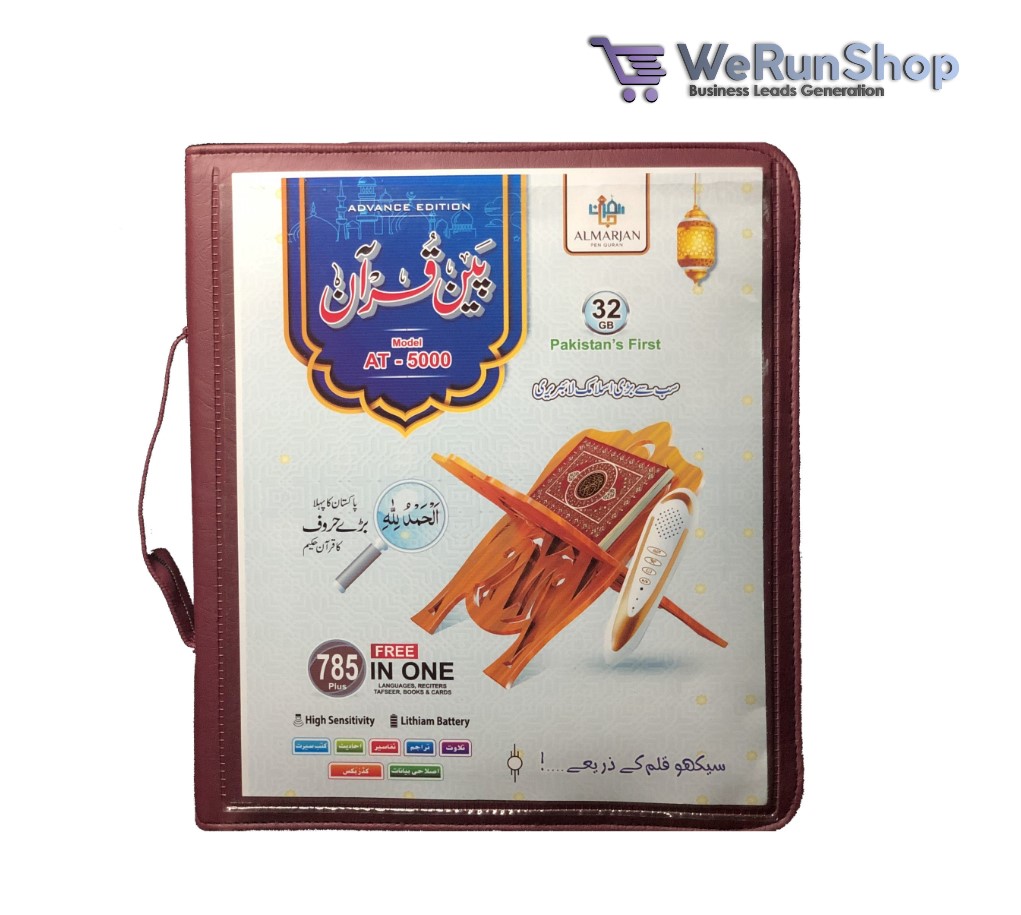 WeRunShop
Business Leads Generation
ADVANCE EDITION
پَین قُرآن
Model
AT - 5000
القرآن
ALMARJAN
PEN QURAN
32
GB
Pakistan's First
سب سے بڑی اسلامک لائبریری
پاکستان کا پہلا
بڑے حروف
کا قرآن حکیم
اَلْحَمْدُ لِلّٰهِ
785
Plus
FREE
IN ONE
LANGUAGES, RECITERS
TAFSEER, BOOKS & CARDS
High Sensitivity
Lithiam Battery
تلاوت
تراجم
تفاسیر
احادیث
کتب سیرت
اصلاحی بیانات
کڈز بکس
سیکھو قلم کے ذریعے....!